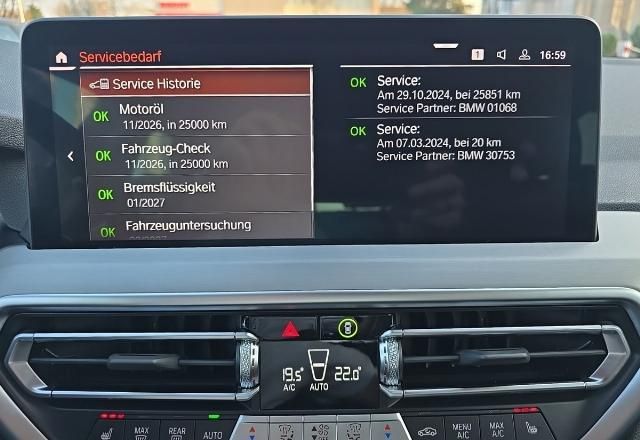 Servicebedarf
1
16:59
Service Historie
OK Motoröl
11/2026, in 25000 km
OK Fahrzeug-Check
11/2026, in 25000 km
OK Bremsflüssigkeit
01/2027
OK Fahrzeuguntersuchung
OK Service:
Am 29.10.2024, bei 25851 km
Service Partner: BMW 01068
OK Service:
Am 07.03.2024, bei 20 km
Service Partner: BMW 30753
19.5° 22.0°
A/C AUTO
MAX
REAR
AUTO
MENU
A/C
MAX
A/C